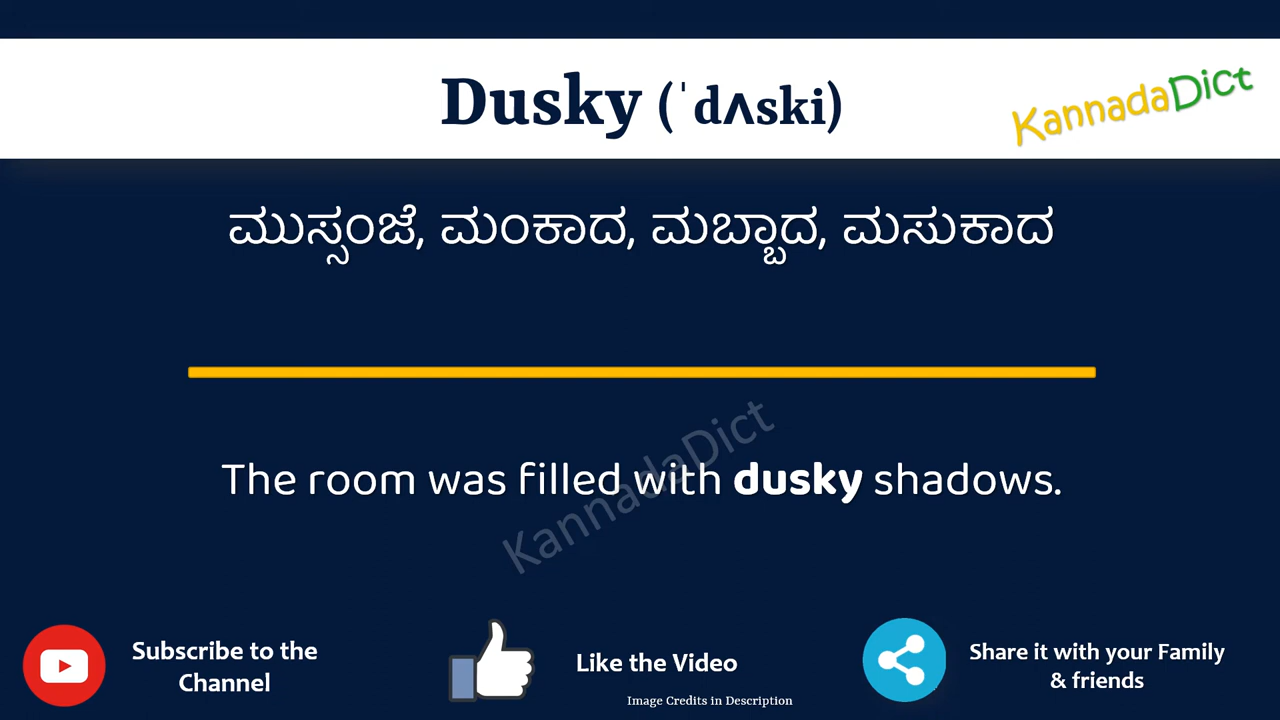 Dusky (ˈdʌski)
KannadaDict
ಮುಸ್ಸಂಜೆ, ಮಂಕಾದ, ಮಬ್ಬಾದ, ಮಸುಕಾದ
KannadaDict
The room was filled with dusky shadows.
Subscribe to the
Channel
Like the Video
Share it with your Family
& friends
Image Credits in Description